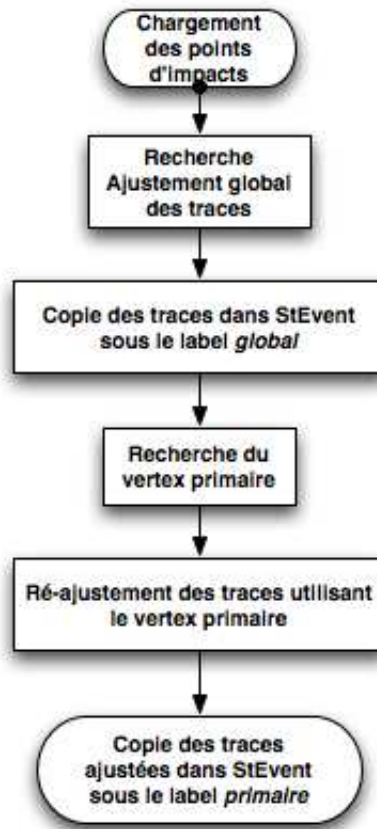 Chargement
des points
d'impacts
Recherche
Ajustement global
des traces
Copie des traces dans StEvent
sous le label global
Recherche du
vertex primaire
Ré-ajustement des traces utilisant
le vertex primaire
Copie des traces
ajustées dans StEvent
sous le label primaire